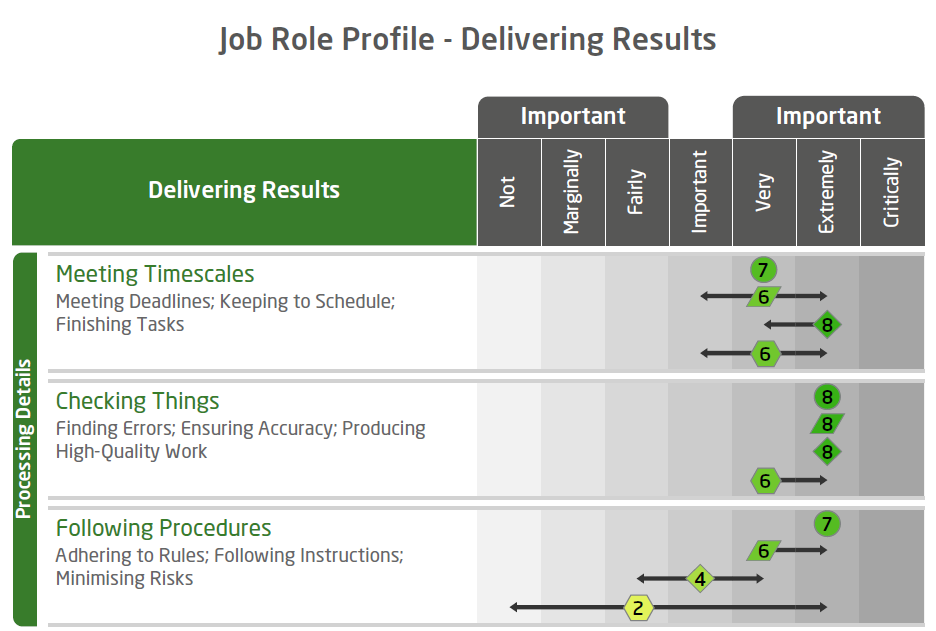 Job Role Profile - Delivering Results
Important
Important
Delivering Results
Not
Marginally
Fairly
Important
Very
Extremely
Critically
Processing Details
Meeting Timescales
Meeting Deadlines; Keeping to Schedule;
Finishing Tasks
7
6
8
6
Checking Things
Finding Errors; Ensuring Accuracy; Producing
High-Quality Work
8
8
8
6
Following Procedures
Adhering to Rules; Following Instructions;
Minimising Risks
7
6
4
2